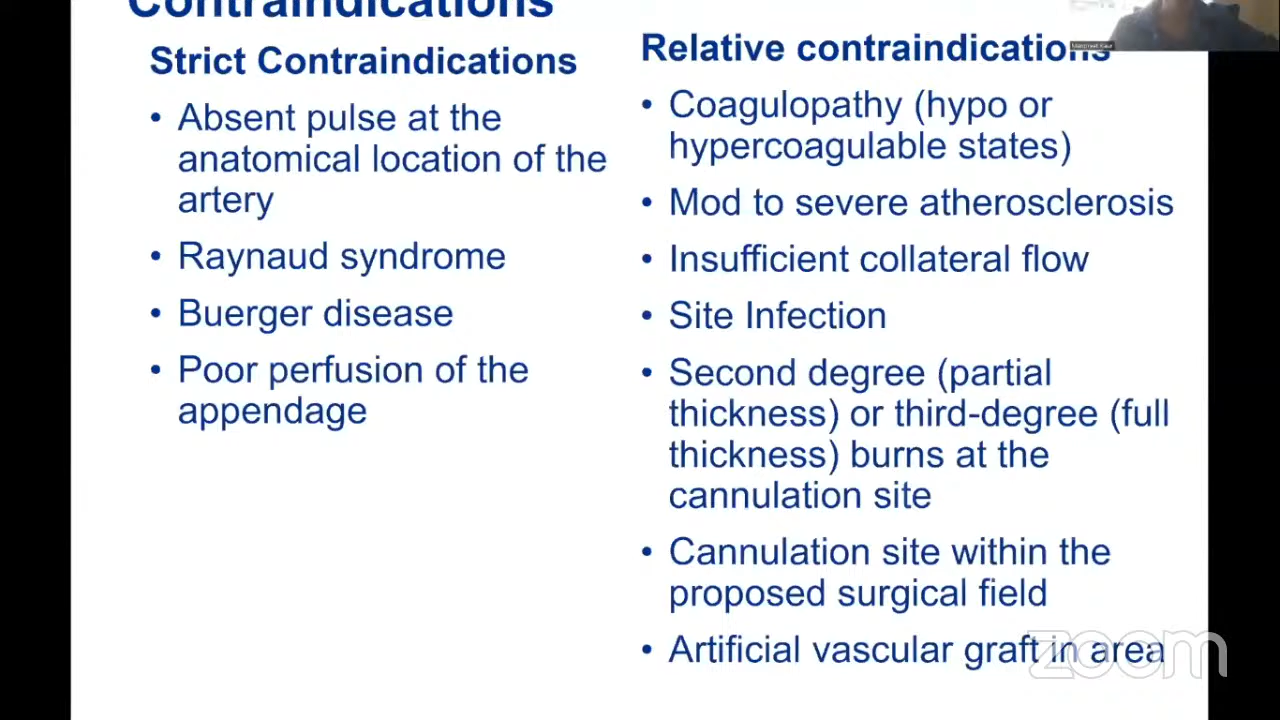 Contraindications
Strict Contraindications
• Absent pulse at the
anatomical location of the
artery
• Raynaud syndrome
• Buerger disease
• Poor perfusion of the
appendage
Relative contraindications
• Coagulopathy (hypo or
hypercoagulable states)
• Mod to severe atherosclerosis
• Insufficient collateral flow
• Site Infection
• Second degree (partial
thickness) or third-degree (full
thickness) burns at the
cannulation site
• Cannulation site within the
proposed surgical field
• Artificial vascular graft in area
zoom